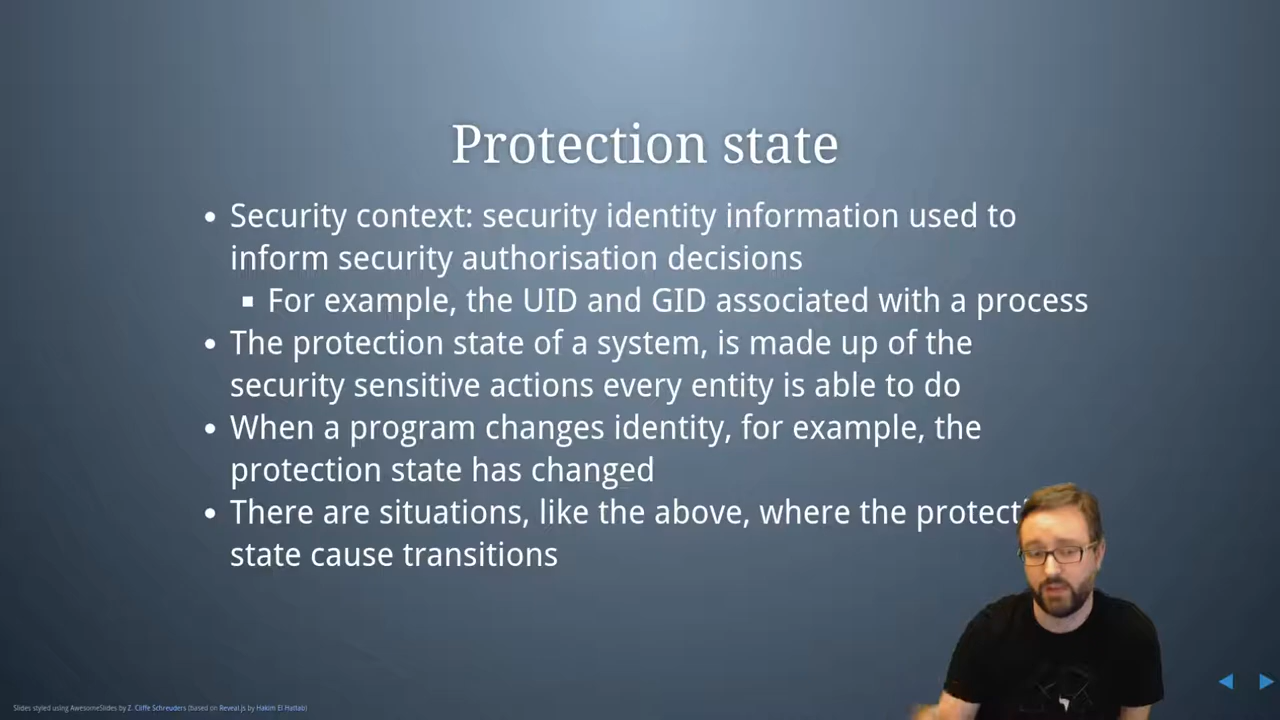 Protection state
• Security context: security identity information used to
inform security authorisation decisions
▪ For example, the UID and GID associated with a process
• The protection state of a system, is made up of the
security sensitive actions every entity is able to do
• When a program changes identity, for example, the
protection state has changed
• There are situations, like the above, where the protect
state cause transitions
Slides styled using AwesomeSlides by Z. Cliffe Schreuders (based on Reveal.js by Hakim El Hattab)